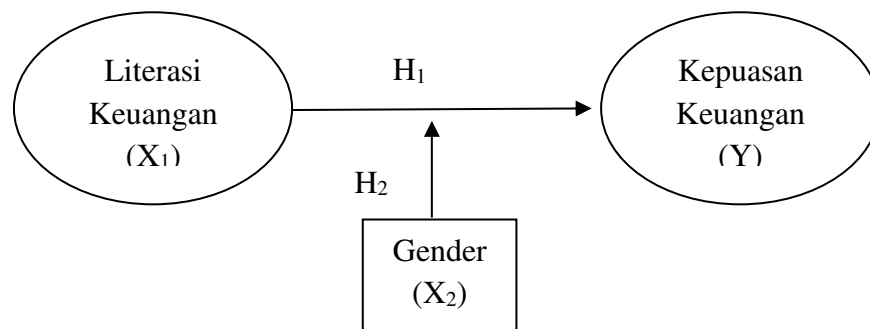 Literasi
Keuangan
(X₁)
H₁
Kepuasan
Keuangan
(Y)
H₂
Gender
(X₂)